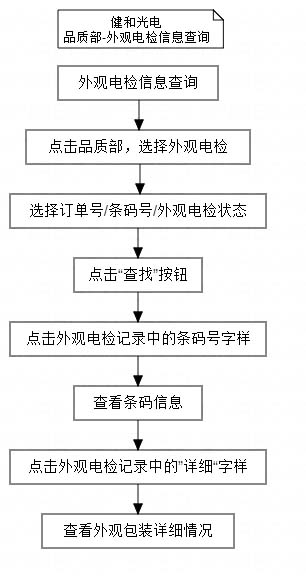 健和光电
品质部-外观电检信息查询
外观电检信息查询
点击品质部，选择外观电检
选择订单号/条码号/外观电检状态
点击“查找”按钮
点击外观电检记录中的条码号字样
查看条码信息
点击外观电检记录中的”详细“字样
查看外观包装详细情况